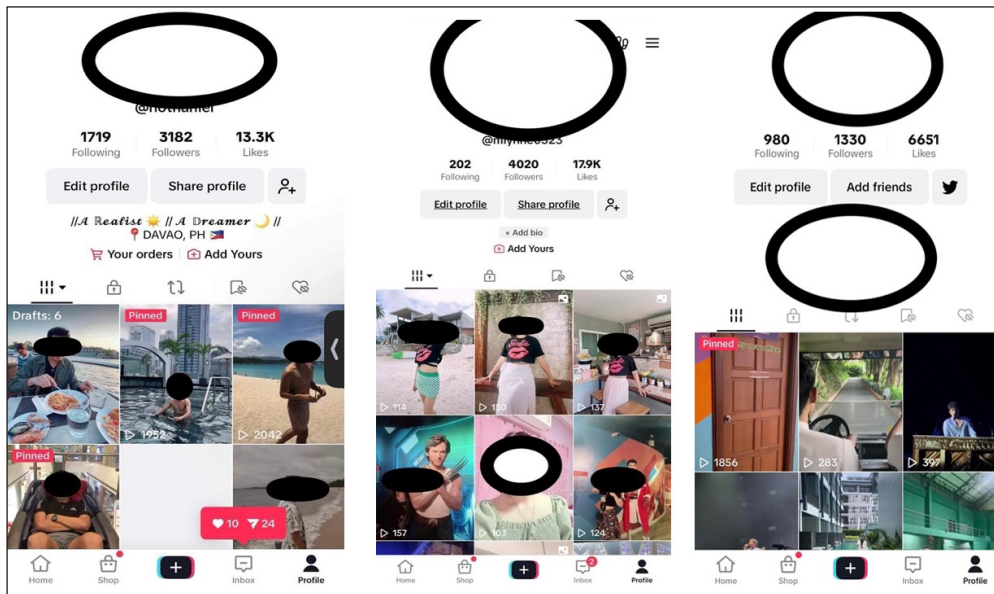 1719 3182 13.3K
Following Followers Likes
Edit profile Share profile
//𝓐 ℝ𝓮𝓪𝓵𝓲𝓼𝓽 ☀️ // 𝓐 𝔻𝓻𝓮𝓪𝓶𝓮𝓻 🌙 //
📍 DAVAO, PH 🇵🇭
Your orders Add Yours
Drafts: 6
Pinned
Pinned
1952
2042
Pinned
10 24
Home Shop Inbox Profile
202 4020 17.9K
Following Followers Likes
Edit profile Share profile
+ Add bio
Add Yours
114 150 137
157 103 124
2
Home Shop Inbox Profile
980 1330 6651
Following Followers Likes
Edit profile Add friends
Pinned
1856 283 397
Home Shop Inbox Profile